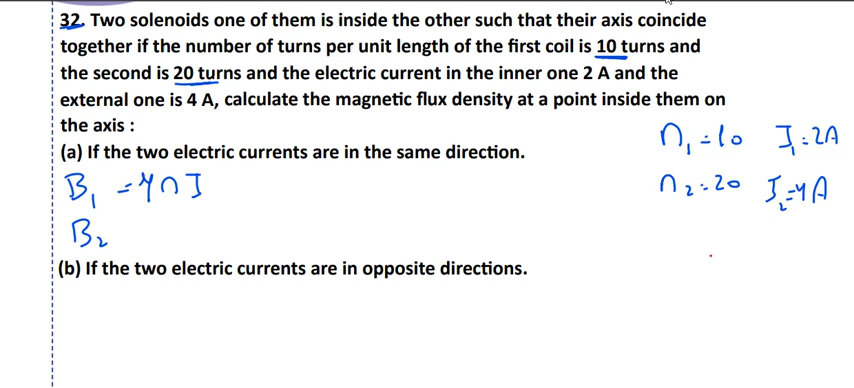 32. Two solenoids one of them is inside the other such that their axis coincide
together if the number of turns per unit length of the first coil is 10 turns and
the second is 20 turns and the electric current in the inner one 2 A and the
external one is 4 A, calculate the magnetic flux density at a point inside them on
the axis :
n₁ = 10 I₁ = 2A
(a) If the two electric currents are in the same direction.
B₁ = μ n I
n₂ = 20 I₂ = 4A
B₂
(b) If the two electric currents are in opposite directions.